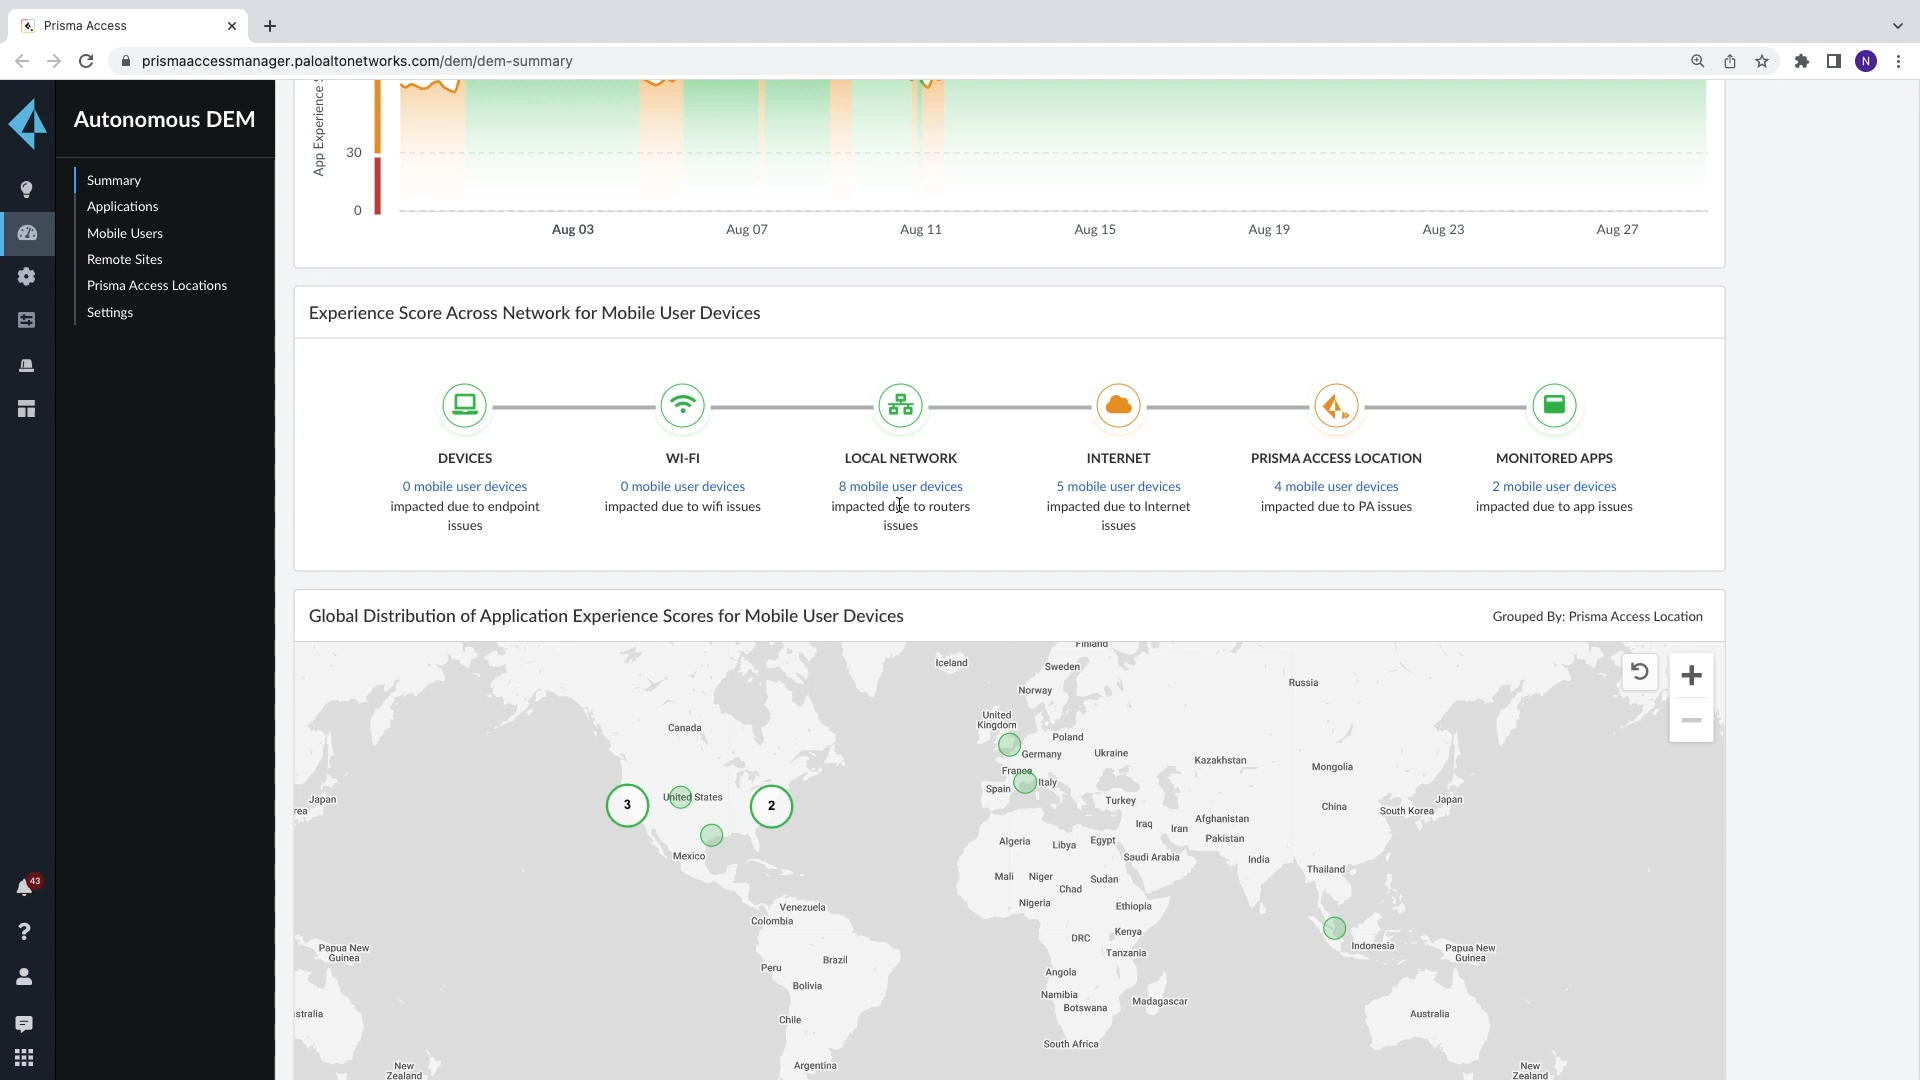 Prisma Access
prismaaccessmanager.paloaltonetworks.com/dem/dem-summary
N
Autonomous DEM
Summary
Applications
Mobile Users
Remote Sites
Prisma Access Locations
Settings
43
App Experience
30
0
Aug 03
Aug 07
Aug 11
Aug 15
Aug 19
Aug 23
Aug 27
Experience Score Across Network for Mobile User Devices
DEVICES
0 mobile user devices
impacted due to endpoint
issues
WI-FI
0 mobile user devices
impacted due to wifi issues
LOCAL NETWORK
8 mobile user devices
impacted due to routers
issues
INTERNET
5 mobile user devices
impacted due to Internet
issues
PRISMA ACCESS LOCATION
4 mobile user devices
impacted due to PA issues
MONITORED APPS
2 mobile user devices
impacted due to app issues
Global Distribution of Application Experience Scores for Mobile User Devices
Grouped By: Prisma Access Location
Finland
Iceland
Sweden
Russia
Norway
United
Kingdom
Canada
Poland
Germany
Ukraine
Kazakhstan
Mongolia
France
Italy
Spain
United States
3
2
Japan
rea
Turkey
China
South Korea
Japan
Iraq
Iran
Afghanistan
Pakistan
Algeria
Libya
Egypt
Mexico
Saudi Arabia
India
Thailand
Mali
Niger
Sudan
Chad
Nigeria
Ethiopia
Venezuela
Colombia
DRC
Kenya
Tanzania
Indonesia
Papua New
Guinea
Papua New
Guinea
Peru
Brazil
Angola
Bolivia
Namibia
Botswana
Madagascar
stralia
Chile
Australia
South Africa
Argentina
New
Zealand
New
Zealand